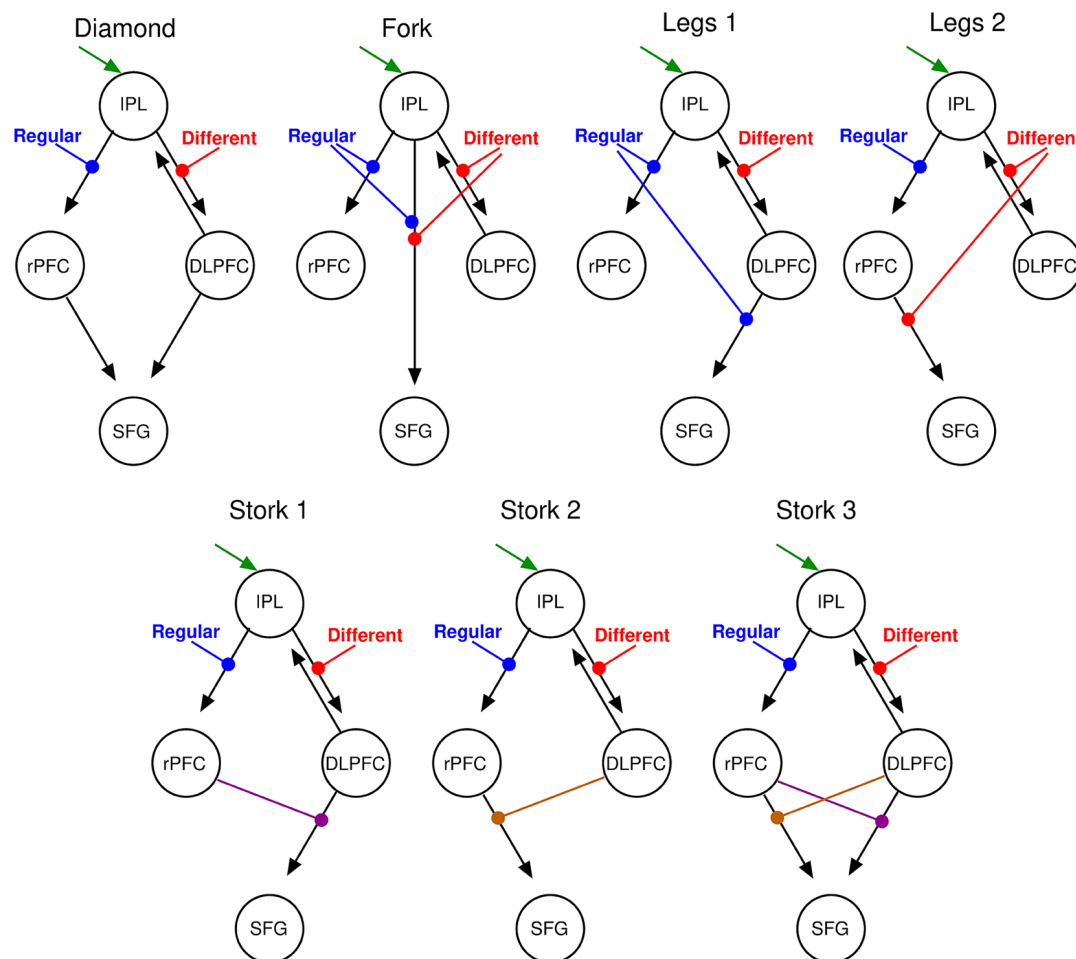 Diamond Fork Legs 1 Legs 2
IPL IPL IPL IPL
Regular Different Regular Different Regular Different Regular Differen
rPFC DLPFC rPFC DLPFC rPFC DLPFC rPFC DLPFC
SFG SFG SFG SFG
Stork 1 Stork 2 Stork 3
IPL IPL IPL
Regular Different Regular Different Regular Different
rPFC DLPFC rPFC DLPFC rPFC DLPFC
SFG SFG SFG